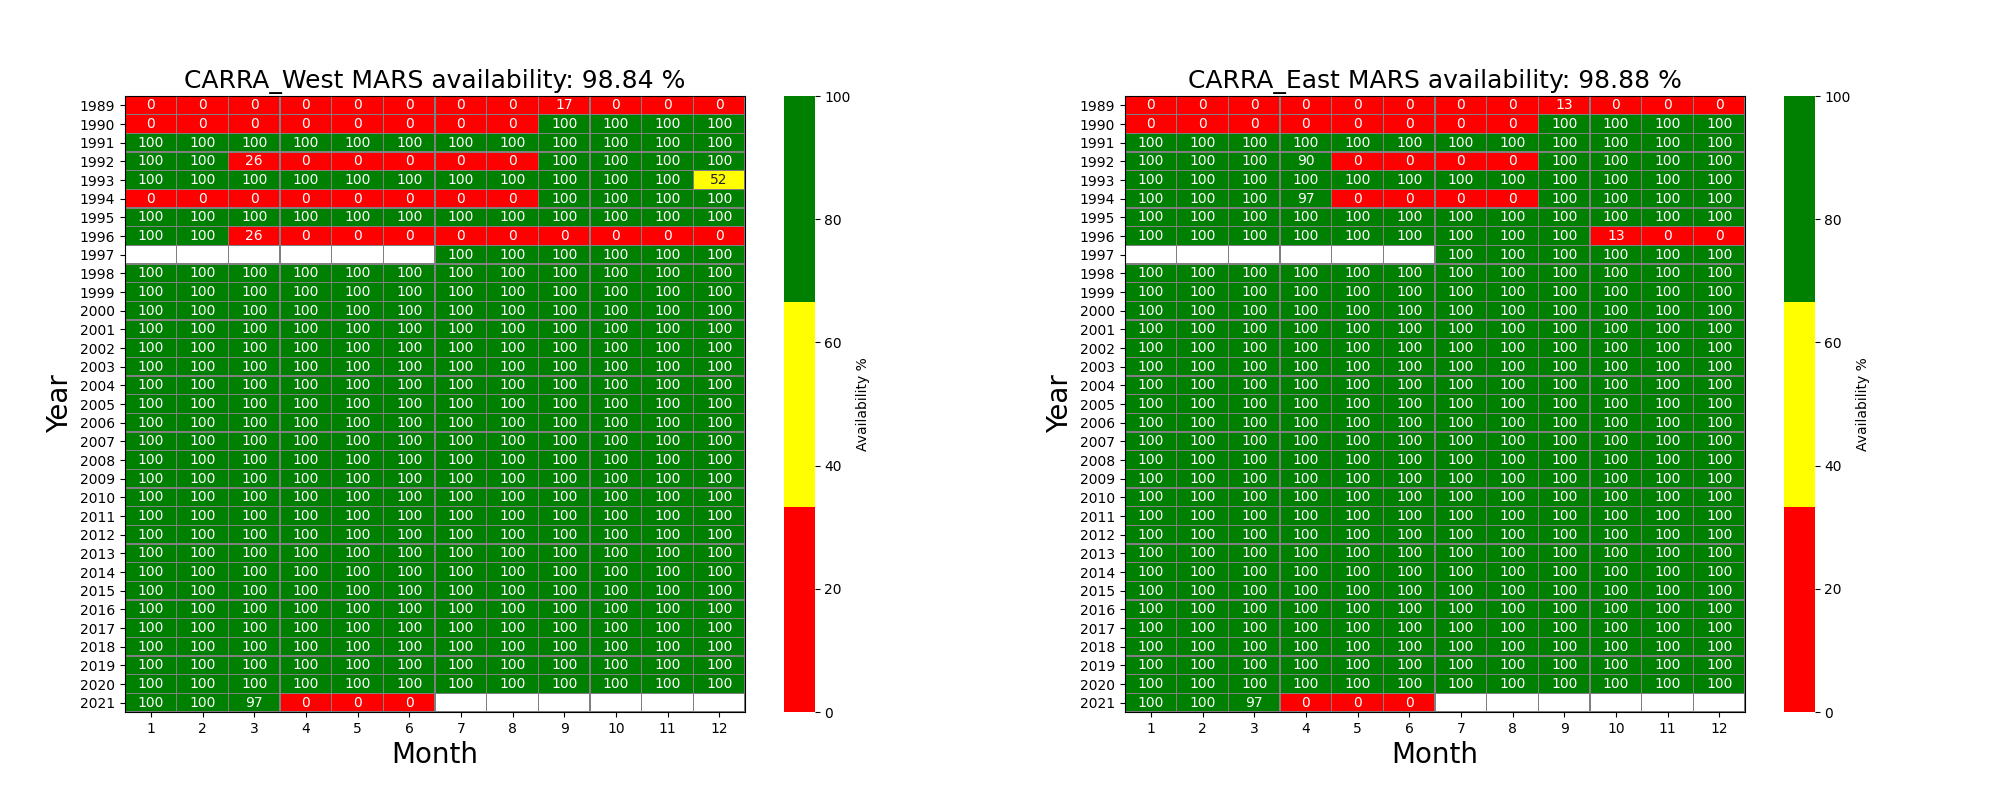 CARRA_West MARS availability: 98.84 %
Year
1989 0 0 0 0 0 0 0 0 17 0 0 0
1990 0 0 0 0 0 0 0 0 100 100 100 100
1991 100 100 100 100 100 100 100 100 100 100 100 100
1992 100 100 26 0 0 0 0 0 100 100 100 100
1993 100 100 100 100 100 100 100 100 100 100 100 52
1994 0 0 0 0 0 0 0 0 100 100 100 100
1995 100 100 100 100 100 100 100 100 100 100 100 100
1996 100 100 26 0 0 0 0 0 0 0 0 0
1997 100 100 100 100 100 100
1998 100 100 100 100 100 100 100 100 100 100 100 100
1999 100 100 100 100 100 100 100 100 100 100 100 100
2000 100 100 100 100 100 100 100 100 100 100 100 100
2001 100 100 100 100 100 100 100 100 100 100 100 100
2002 100 100 100 100 100 100 100 100 100 100 100 100
2003 100 100 100 100 100 100 100 100 100 100 100 100
2004 100 100 100 100 100 100 100 100 100 100 100 100
2005 100 100 100 100 100 100 100 100 100 100 100 100
2006 100 100 100 100 100 100 100 100 100 100 100 100
2007 100 100 100 100 100 100 100 100 100 100 100 100
2008 100 100 100 100 100 100 100 100 100 100 100 100
2009 100 100 100 100 100 100 100 100 100 100 100 100
2010 100 100 100 100 100 100 100 100 100 100 100 100
2011 100 100 100 100 100 100 100 100 100 100 100 100
2012 100 100 100 100 100 100 100 100 100 100 100 100
2013 100 100 100 100 100 100 100 100 100 100 100 100
2014 100 100 100 100 100 100 100 100 100 100 100 100
2015 100 100 100 100 100 100 100 100 100 100 100 100
2016 100 100 100 100 100 100 100 100 100 100 100 100
2017 100 100 100 100 100 100 100 100 100 100 100 100
2018 100 100 100 100 100 100 100 100 100 100 100 100
2019 100 100 100 100 100 100 100 100 100 100 100 100
2020 100 100 100 100 100 100 100 100 100 100 100 100
2021 100 100 97 0 0 0
1 2 3 4 5 6 7 8 9 10 11 12
Month
100
80
60
40
20
0
Availability %
CARRA_East MARS availability: 98.88 %
Year
1989 0 0 0 0 0 0 0 0 13 0 0 0
1990 0 0 0 0 0 0 0 0 100 100 100 100
1991 100 100 100 100 100 100 100 100 100 100 100 100
1992 100 100 100 90 0 0 0 0 100 100 100 100
1993 100 100 100 100 100 100 100 100 100 100 100 100
1994 100 100 100 97 0 0 0 0 100 100 100 100
1995 100 100 100 100 100 100 100 100 100 100 100 100
1996 100 100 100 100 100 100 100 100 100 13 0 0
1997 100 100 100 100 100 100
1998 100 100 100 100 100 100 100 100 100 100 100 100
1999 100 100 100 100 100 100 100 100 100 100 100 100
2000 100 100 100 100 100 100 100 100 100 100 100 100
2001 100 100 100 100 100 100 100 100 100 100 100 100
2002 100 100 100 100 100 100 100 100 100 100 100 100
2003 100 100 100 100 100 100 100 100 100 100 100 100
2004 100 100 100 100 100 100 100 100 100 100 100 100
2005 100 100 100 100 100 100 100 100 100 100 100 100
2006 100 100 100 100 100 100 100 100 100 100 100 100
2007 100 100 100 100 100 100 100 100 100 100 100 100
2008 100 100 100 100 100 100 100 100 100 100 100 100
2009 100 100 100 100 100 100 100 100 100 100 100 100
2010 100 100 100 100 100 100 100 100 100 100 100 100
2011 100 100 100 100 100 100 100 100 100 100 100 100
2012 100 100 100 100 100 100 100 100 100 100 100 100
2013 100 100 100 100 100 100 100 100 100 100 100 100
2014 100 100 100 100 100 100 100 100 100 100 100 100
2015 100 100 100 100 100 100 100 100 100 100 100 100
2016 100 100 100 100 100 100 100 100 100 100 100 100
2017 100 100 100 100 100 100 100 100 100 100 100 100
2018 100 100 100 100 100 100 100 100 100 100 100 100
2019 100 100 100 100 100 100 100 100 100 100 100 100
2020 100 100 100 100 100 100 100 100 100 100 100 100
2021 100 100 97 0 0 0
1 2 3 4 5 6 7 8 9 10 11 12
Month
100
80
60
40
20
0
Availability %